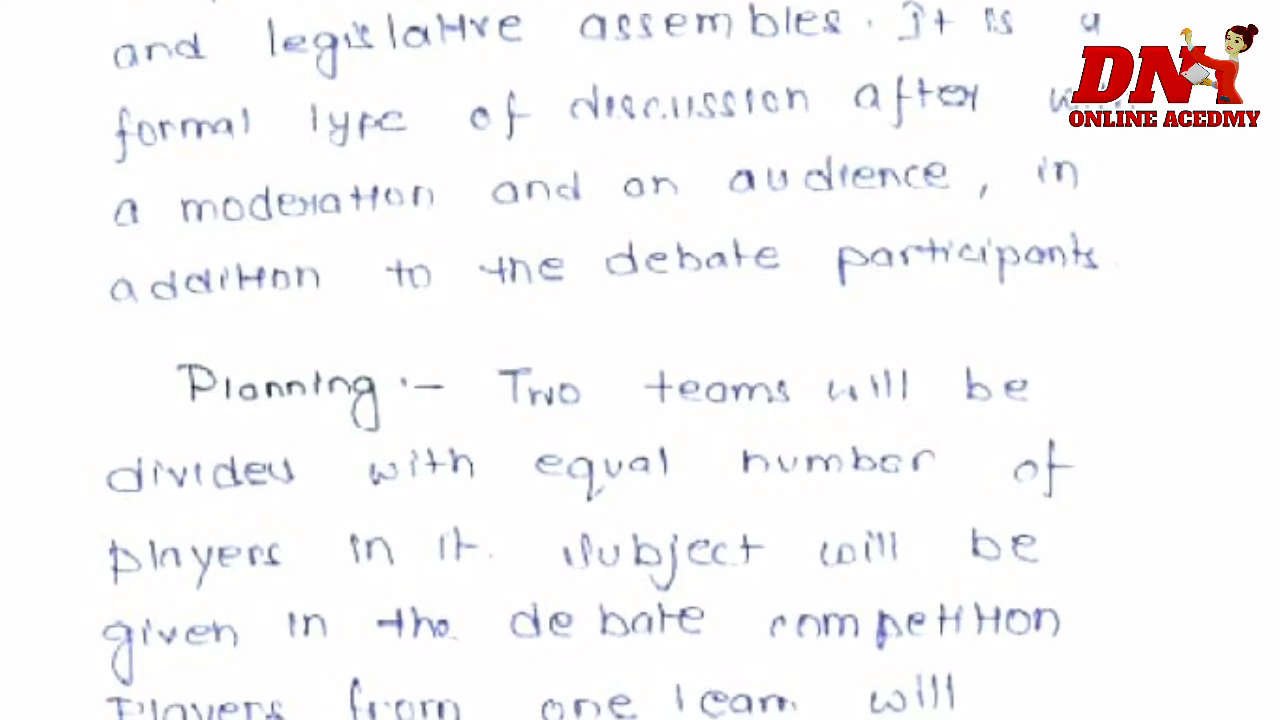 and legislative assembles. It is a
formal type of discussion after
a moderation and an audience, in
addition to the debate participants.
Planning :- Two teams will be
divided with equal number of
players in it. Subject will be
given in the debate competition
Players from one team will
DN
ONLINE ACEDMY